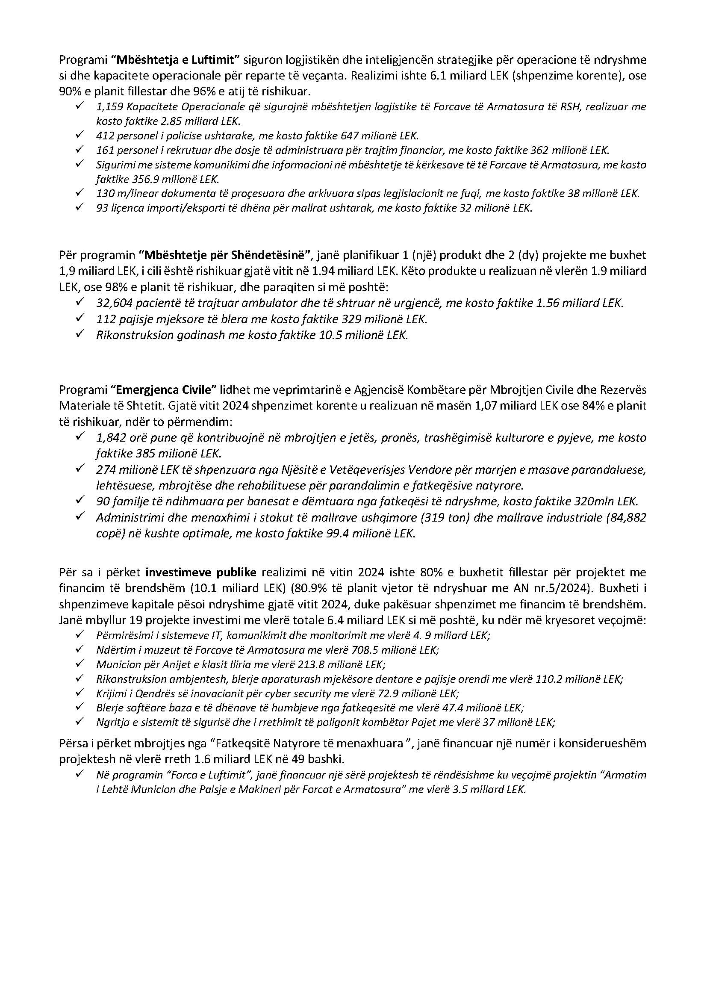 Programi “Mbështetja e Luftimit” siguron logjistikën dhe inteligjencën strategjike për operacione të ndryshme
si dhe kapacitete operacionale për reparte të veçanta. Realizimi ishte 6.1 miliard LEK (shpenzime korente), ose
90% e planit fillestar dhe 96% e atij të rishikuar.
✓ 1,159 Kapacitete Operacionale që sigurojnë mbështetjen logjistike të Forcave të Armatosura të RSH, realizuar me
kosto faktike 2.85 miliard LEK.
✓ 412 personel i policise ushtarake, me kosto faktike 647 milionë LEK.
✓ 161 personel i rekrutuar dhe dosje të administruara për trajtim financiar, me kosto faktike 362 milionë LEK.
✓ Sigurimi me sisteme komunikimi dhe informacioni në mbështetje të kërkesave të të Forcave të Armatosura, me kosto
faktike 356.9 milionë LEK.
✓ 130 m/linear dokumenta të proçesuara dhe arkivuara sipas legjislacionit ne fuqi, me kosto faktike 38 milionë LEK.
✓ 93 liçenca importi/eksporti të dhëna për mallrat ushtarak, me kosto faktike 32 milionë LEK.
Për programin “Mbështetje për Shëndetësinë”, janë planifikuar 1 (një) produkt dhe 2 (dy) projekte me buxhet
1,9 miliard LEK, i cili është rishikuar gjatë vitit në 1.94 miliard LEK. Këto produkte u realizuan në vlerën 1.9 miliard
LEK, ose 98% e planit të rishikuar, dhe paraqiten si më poshtë:
✓ 32,604 pacientë të trajtuar ambulator dhe të shtruar në urgjencë, me kosto faktike 1.56 miliard LEK.
✓ 112 pajisje mjeksore të blera me kosto faktike 329 milionë LEK.
✓ Rikonstruksion godinash me kosto faktike 10.5 milionë LEK.
Programi “Emergjenca Civile” lidhet me veprimtarinë e Agjencisë Kombëtare për Mbrojtjen Civile dhe Rezervës
Materiale të Shtetit. Gjatë vitit 2024 shpenzimet korente u realizuan në masën 1,07 miliard LEK ose 84% e planit
të rishikuar, ndër to përmendim:
✓ 1,842 orë pune që kontribuojnë në mbrojtjen e jetës, pronës, trashëgimisë kulturore e pyjeve, me kosto
faktike 385 milionë LEK.
✓ 274 milionë LEK të shpenzuara nga Njësitë e Vetëqeverisjes Vendore për marrjen e masave parandaluese,
lehtësuese, mbrojtëse dhe rehabilituese për parandalimin e fatkeqësive natyrore.
✓ 90 familje të ndihmuara per banesat e dëmtuara nga fatkeqësi të ndryshme, kosto faktike 320mln LEK.
✓ Administrimi dhe menaxhimi i stokut të mallrave ushqimore (319 ton) dhe mallrave industriale (84,882
copë) në kushte optimale, me kosto faktike 99.4 milionë LEK.
Për sa i përket investimeve publike realizimi në vitin 2024 ishte 80% e buxhetit fillestar për projektet me
financim të brendshëm (10.1 miliard LEK) (80.9% të planit vjetor të ndryshuar me AN nr.5/2024). Buxheti i
shpenzimeve kapitale pësoi ndryshime gjatë vitit 2024, duke pakësuar shpenzimet me financim të brendshëm.
Janë mbyllur 19 projekte investimi me vlerë totale 6.4 miliard LEK si më poshtë, ku ndër më kryesoret veçojmë:
✓ Përmirësimi i sistemeve IT, komunikimit dhe monitorimit me vlerë 4. 9 miliard LEK;
✓ Ndërtim i muzeut të Forcave të Armatosura me vlerë 708.5 milionë LEK;
✓ Municion për Anijet e klasit Iliria me vlerë 213.8 milionë LEK;
✓ Rikonstruksion ambjentesh, blerje aparaturash mjekësore dentare e pajisje orendi me vlerë 110.2 milionë LEK;
✓ Krijimi i Qendrës së inovacionit për cyber security me vlerë 72.9 milionë LEK;
✓ Blerje softëare baza e të dhënave të humbjeve nga fatkeqesitë me vlerë 47.4 milionë LEK;
✓ Ngritja e sistemit të sigurisë dhe i rrethimit të poligonit kombëtar Pajet me vlerë 37 milionë LEK;
Përsa i përket mbrojtjes nga “Fatkeqsitë Natyrore të menaxhuara ”, janë financuar një numër i konsiderueshëm
projektesh në vlerë rreth 1.6 miliard LEK në 49 bashki.
✓ Në programin “Forca e Luftimit”, janë financuar një sërë projektesh të rëndësishme ku veçojmë projektin “Armatim
i Lehtë Municion dhe Paisje e Makineri për Forcat e Armatosura” me vlerë 3.5 miliard LEK.